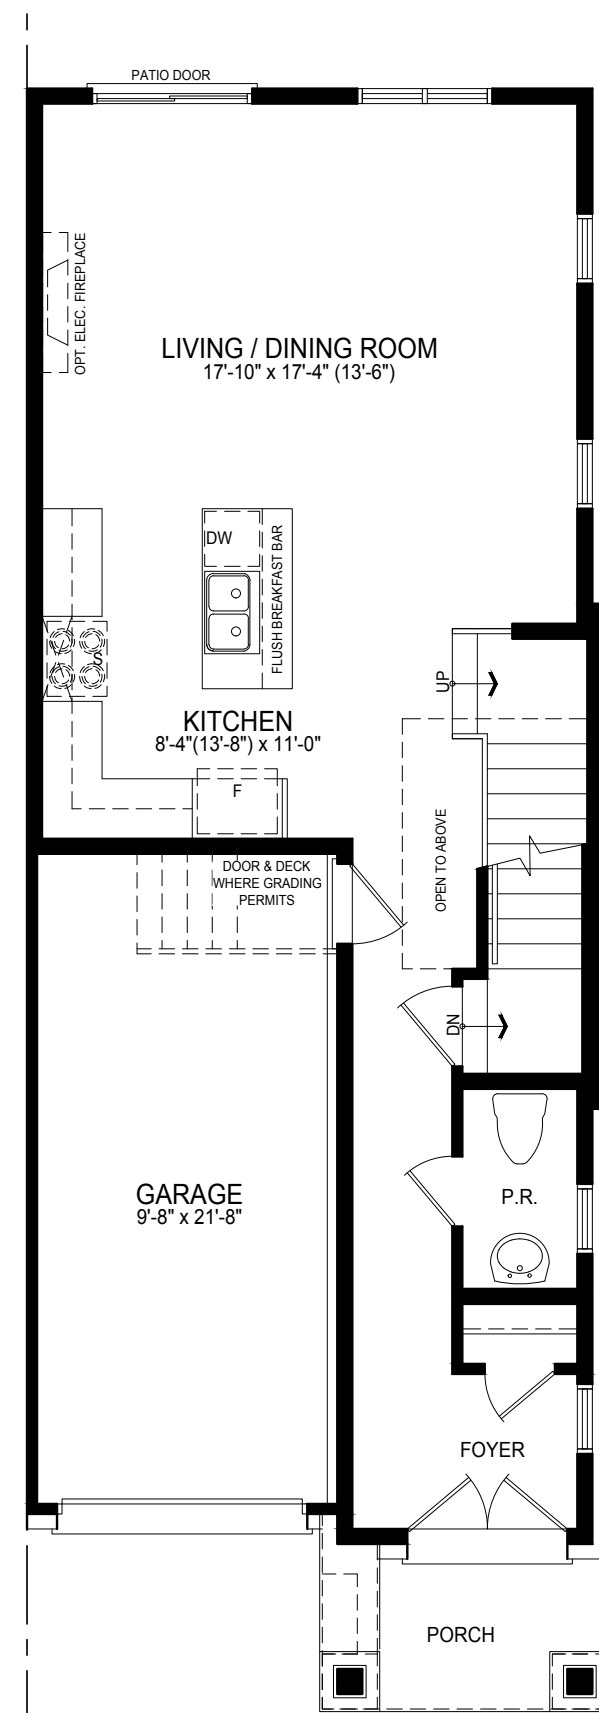 PATIO DOOR
OPT. ELEC. FIREPLACE
LIVING / DINING ROOM
17'-10" x 17'-4" (13'-6")
DW
FLUSH BREAKFAST BAR
S
UP
KITCHEN
8'-4"(13'-8") x 11'-0"
F
OPEN TO ABOVE
DOOR & DECK
WHERE GRADING
PERMITS
DN
GARAGE
9'-8" x 21'-8"
P.R.
FOYER
PORCH